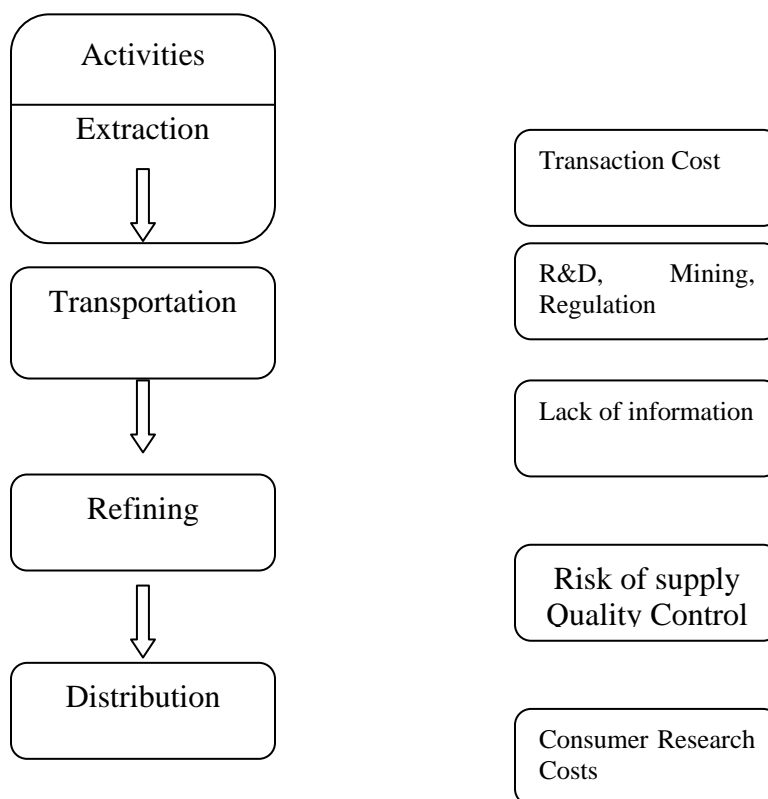 Activities
Extraction
Transportation
Refining
Distribution
Transaction Cost
R&D, Mining,
Regulation
Lack of information
Risk of supply
Quality Control
Consumer Research
Costs